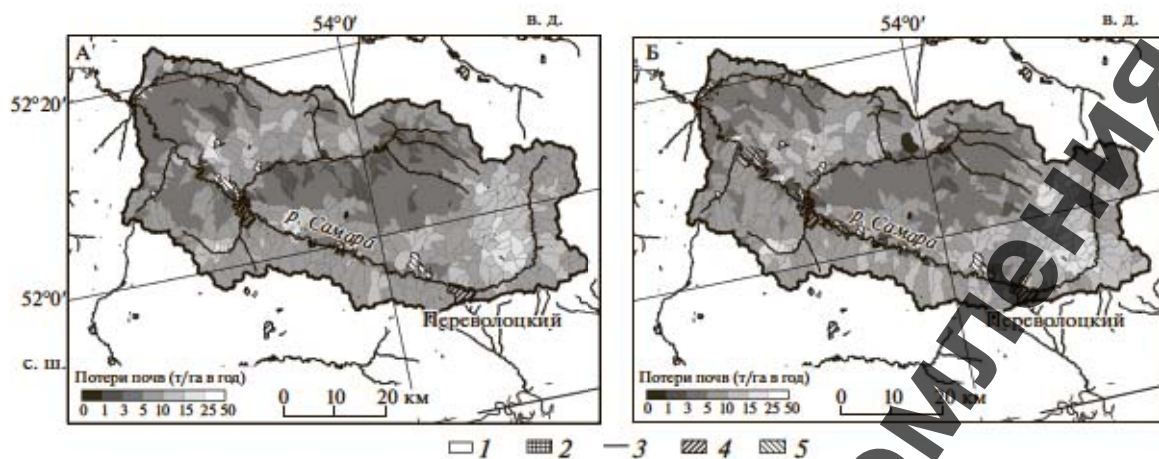 54°0′ в. д. 54°0′ в. д.
А Б
52°20′
р. Самара р. Самара
52°0′
Переволоцкий Переволоцкий
с. ш.
Потери почв (т/га в год) Потери почв (т/га в год)
0 1 3 5 10 15 25 50 0 10 20 км 0 1 3 5 10 15 25 50 0 10 20 км
1 2 3 4 5